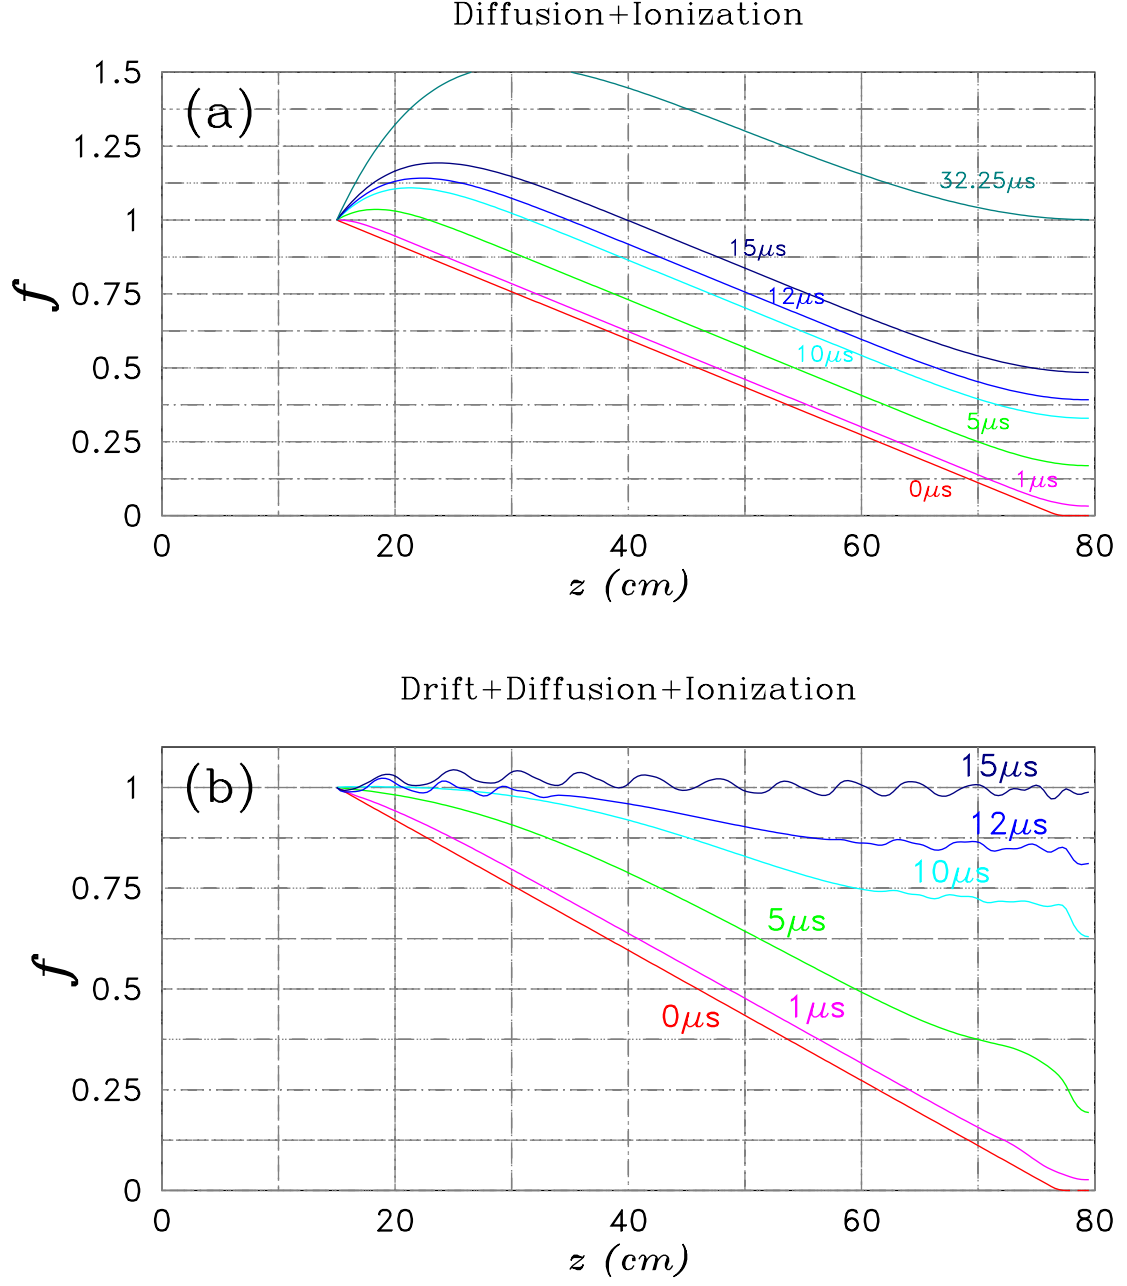 Diffusion+Ionization
1.5
(a)
1.25
32.25μs
1
15μs
f
0.75
12μs
10μs
0.5
5μs
0.25
1μs
0μs
0
0 20 40 60 80
z (cm)
Drift+Diffusion+Ionization
15μs
1
(b)
12μs
10μs
0.75
5μs
f
0.5
1μs
0μs
0.25
0
0 20 40 60 80
z (cm)